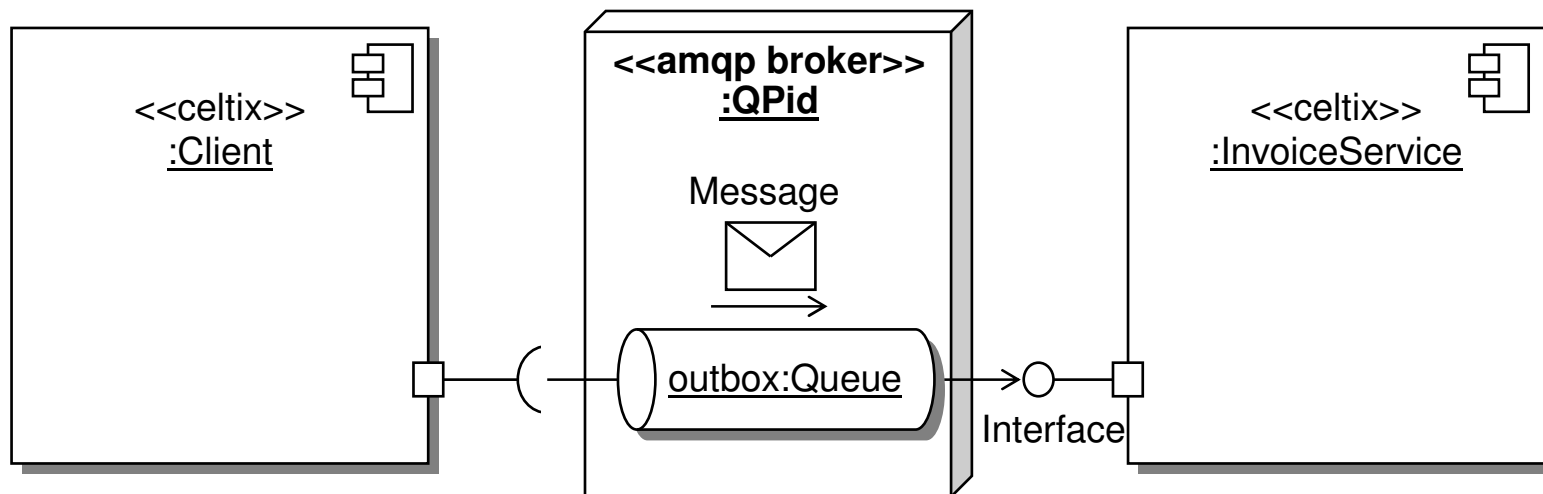 <<celtix>>
:Client
<<amqp broker>>
:QPid
Message
outbox:Queue
Interface
<<celtix>>
:InvoiceService